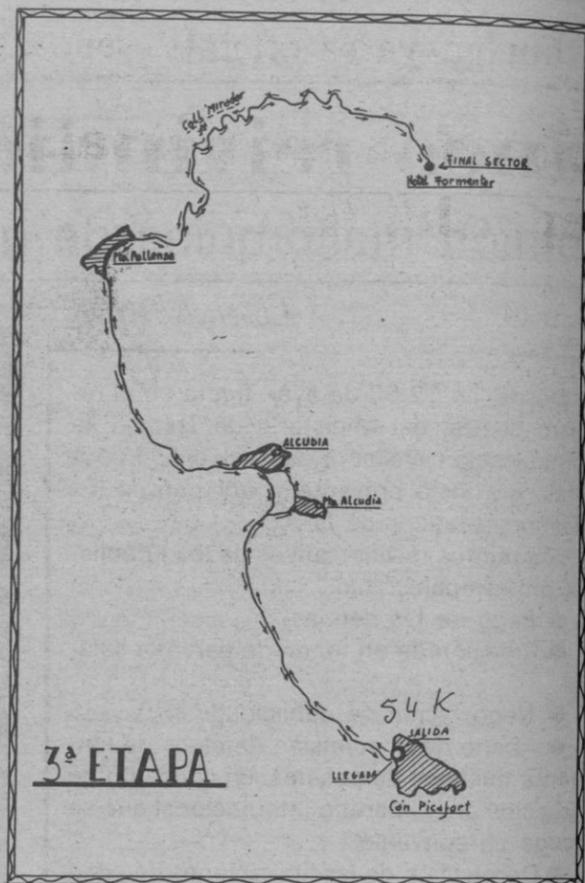 Coll Mirador
FINAL SECTOR
Hotel Formentor
Pto. Pollensa
ALCUDIA
Pto. Alcudia
54 K
SALIDA
LLEGADA
Cán Picafort
3ª ETAPA